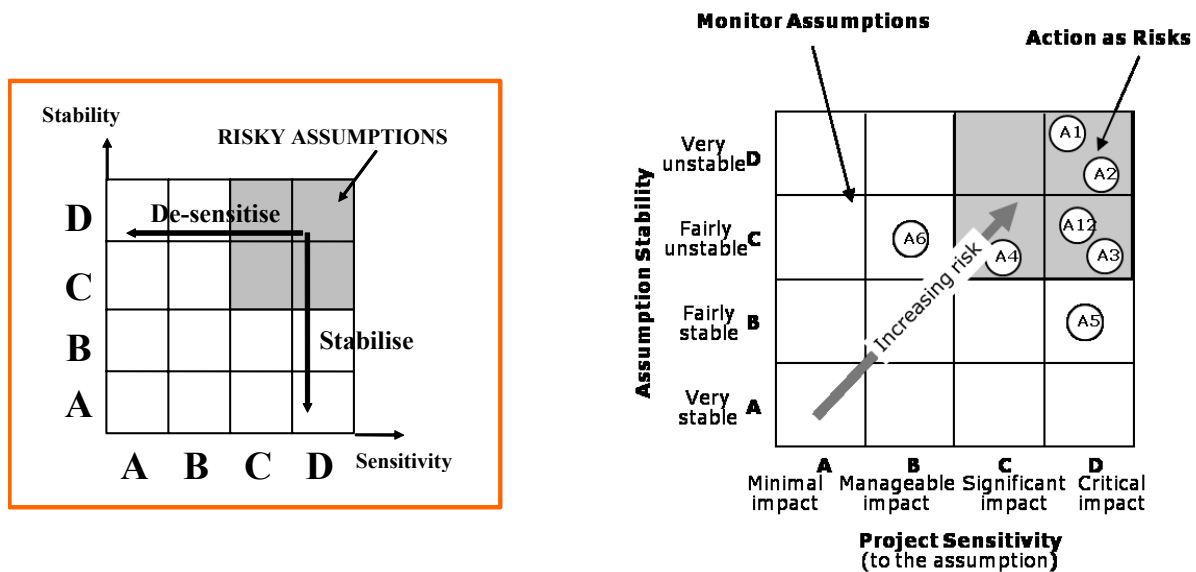 Stability
RISKY ASSUMPTIONS
De-sensitise
D
C
Stabilise
B
A
A B C D
Sensitivity
Monitor Assumptions
Action as Risks
Assumption Stability
Very
unstable D
Fairly
unstable C
Fairly
stable B
Very
stable A
A1
A2
A12
A6
A4
A3
A5
Increasing risk
A B C D
Minimal Manageable Significant Critical
impact impact impact impact
Project Sensitivity
(to the assumption)